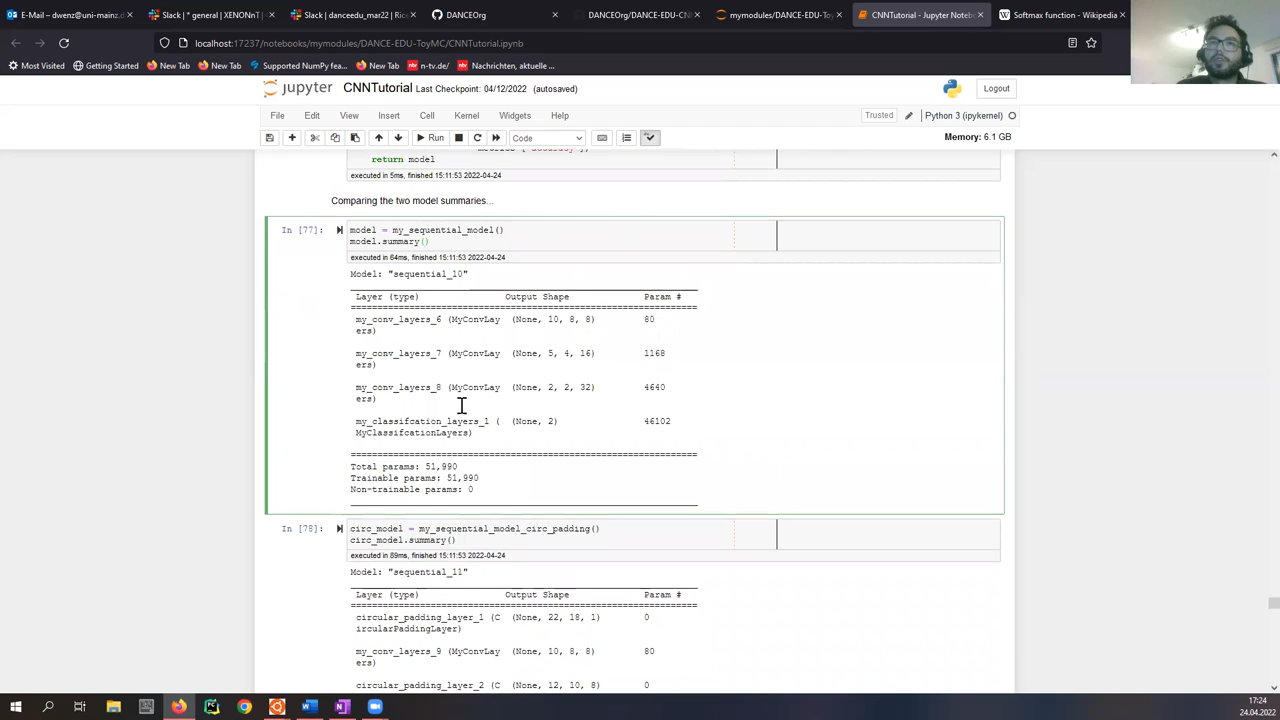 E-Mail – dwenz@uni-mainz.d
Slack | * general | XENONnT |
Slack | danceedu_mar22 | Ric
DANCEOrg
DANCEOrg/DANCE-EDU-CN
mymodules/DANCE-EDU-To
CNNTutorial - Jupyter Notebo
Softmax function - Wikipedia
localhost:17237/notebooks/mymodules/DANCE-EDU-ToyMC/CNNTutorial.ipynb
Most Visited Getting Started New Tab New Tab Supported NumPy fea... New Tab n-tv.de/ Nachrichten, aktuelle ...
jupyter CNNTutorial Last Checkpoint: 04/12/2022 (autosaved) Logout
File Edit View Insert Cell Kernel Widgets Help Trusted Python 3 (ipykernel)
Run Code Memory: 6.1 GB
return model
executed in 5ms, finished 15:11:53 2022-04-24
Comparing the two model summaries...
In [77]: model = my_sequential_model()
model.summary()
executed in 64ms, finished 15:11:53 2022-04-24
Model: "sequential_10"
Layer (type) Output Shape Param #
my_conv_layers_6 (MyConvLay (None, 10, 8, 8) 80
ers)
my_conv_layers_7 (MyConvLay (None, 5, 4, 16) 1168
ers)
my_conv_layers_8 (MyConvLay (None, 2, 2, 32) 4640
ers)
my_classifcation_layers_1 ( (None, 2) 46102
MyClassifcationLayers)
Total params: 51,990
Trainable params: 51,990
Non-trainable params: 0
In [78]: circ_model = my_sequential_model_circ_padding()
circ_model.summary()
executed in 89ms, finished 15:11:53 2022-04-24
Model: "sequential_11"
Layer (type) Output Shape Param #
circular_padding_layer_1 (C (None, 22, 18, 1) 0
ircularPaddingLayer)
my_conv_layers_9 (MyConvLay (None, 10, 8, 8) 80
ers)
circular_padding_layer_2 (C (None, 12, 10, 8) 0
17:24
24.04.2022